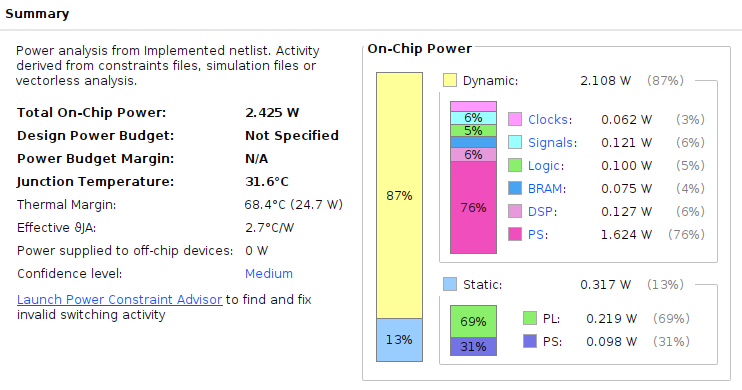 Summary
Power analysis from Implemented netlist. Activity
derived from constraints files, simulation files or
vectorless analysis.
Total On-Chip Power: 2.425 W
Design Power Budget: Not Specified
Power Budget Margin: N/A
Junction Temperature: 31.6°C
Thermal Margin: 68.4°C (24.7 W)
Effective ϑJA: 2.7°C/W
Power supplied to off-chip devices: 0 W
Confidence level: Medium
Launch Power Constraint Advisor to find and fix
invalid switching activity
On-Chip Power
87%
13%
Dynamic: 2.108 W (87%)
6%
5%
6%
76%
Clocks: 0.062 W (3%)
Signals: 0.121 W (6%)
Logic: 0.100 W (5%)
BRAM: 0.075 W (4%)
DSP: 0.127 W (6%)
PS: 1.624 W (76%)
Static: 0.317 W (13%)
69%
31%
PL: 0.219 W (69%)
PS: 0.098 W (31%)